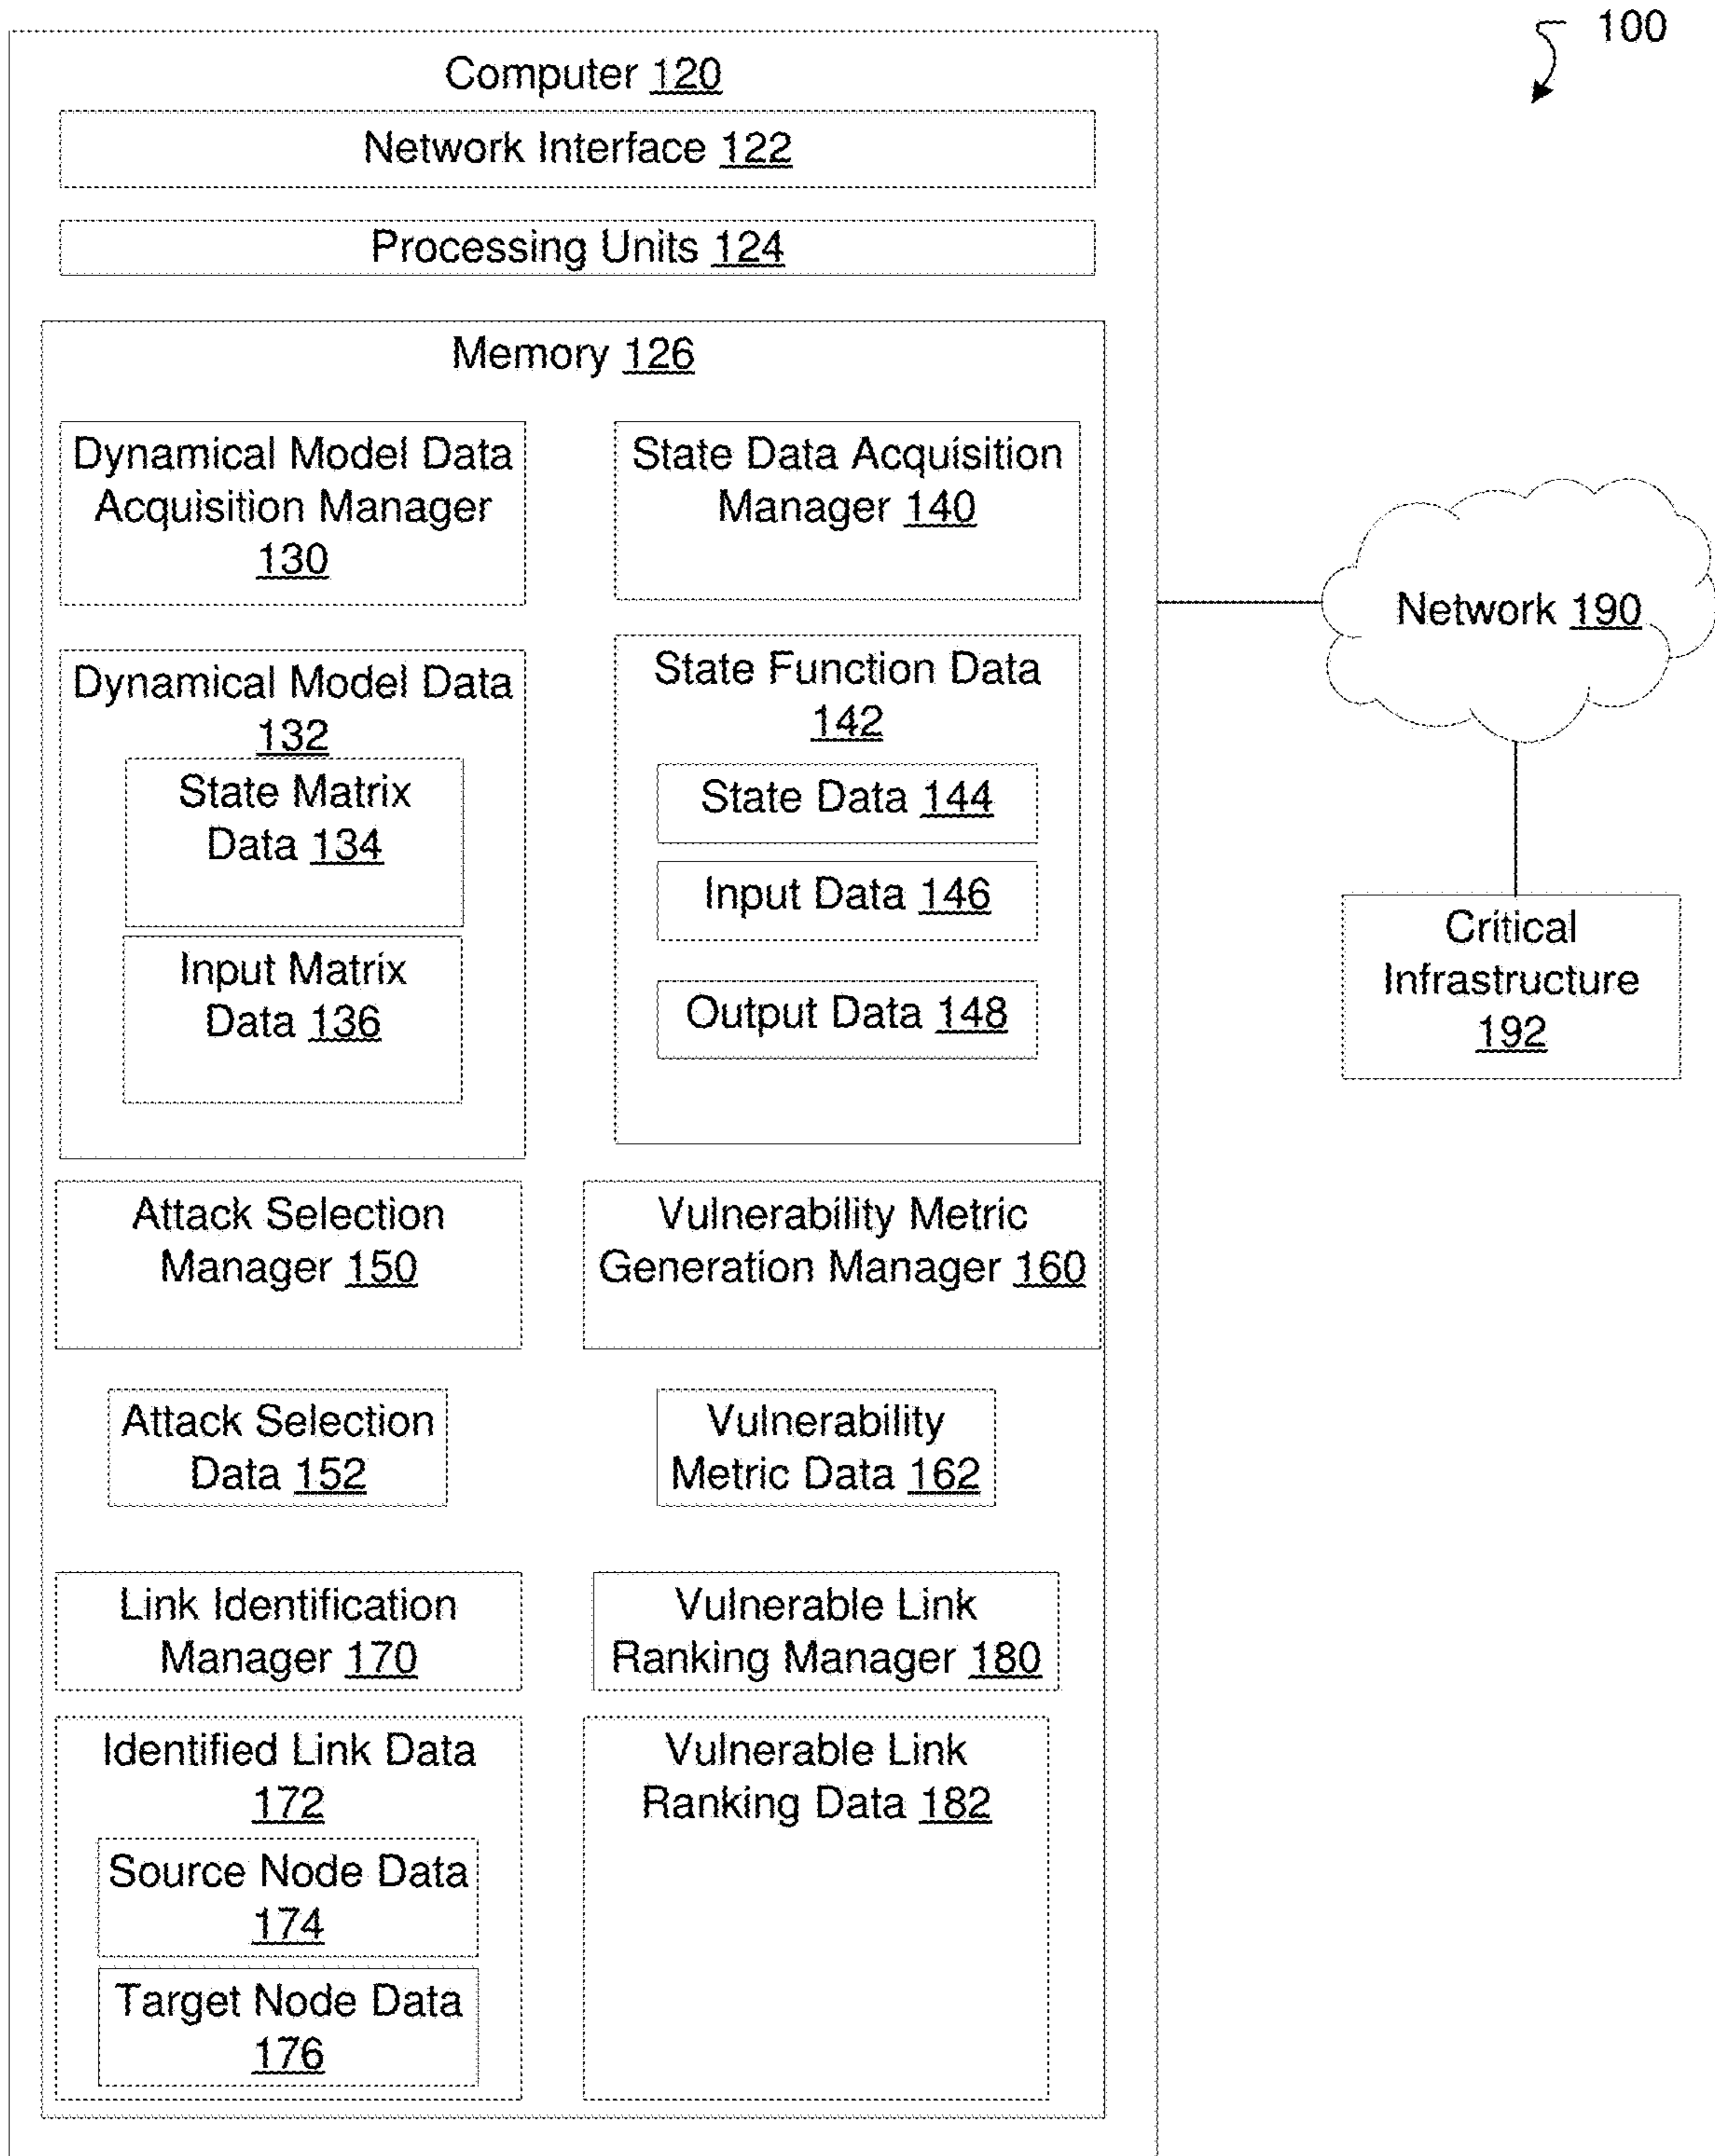 100
Computer 120
Network Interface 122
Processing Units 124
Memory 126
Dynamical Model Data
Acquisition Manager
130
State Data Acquisition
Manager 140
Dynamical Model Data
132
State Matrix
Data 134
Input Matrix
Data 136
State Function Data
142
State Data 144
Input Data 146
Output Data 148
Network 190
Critical
Infrastructure
192
Attack Selection
Manager 150
Vulnerability Metric
Generation Manager 160
Attack Selection
Data 152
Vulnerability
Metric Data 162
Link Identification
Manager 170
Vulnerable Link
Ranking Manager 180
Identified Link Data
172
Source Node Data
174
Target Node Data
176
Vulnerable Link
Ranking Data 182